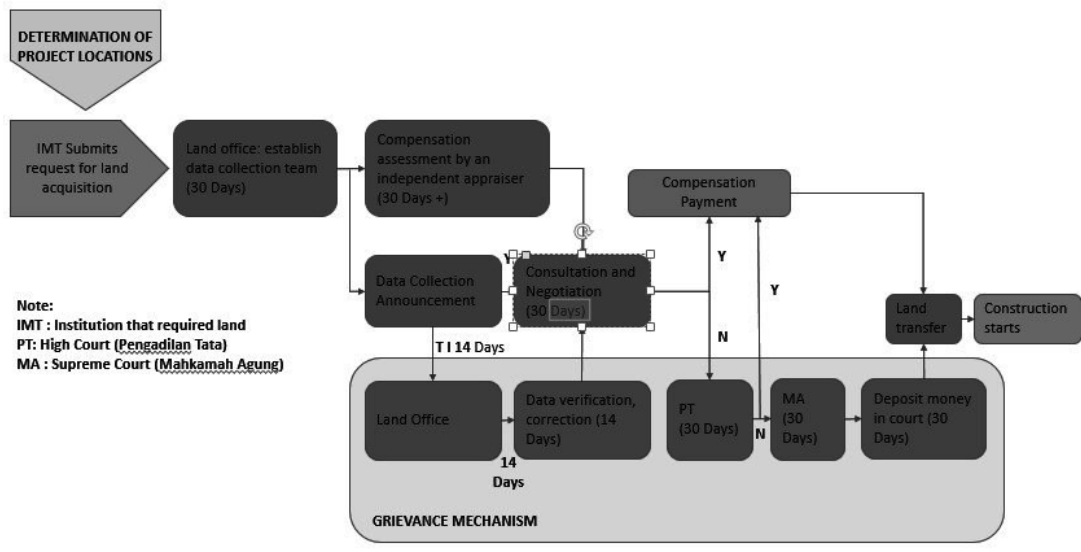 DETERMINATION OF
PROJECT LOCATIONS
IMT Submits
request for land
acquisition
Land office: establish
data collection team
(30 Days)
Compensation
assessment by an
independent appraiser
(30 Days +)
Compensation
Payment
Data Collection
Announcement
Y
Consultation and
Negotiation
(30 Days)
Y
Y
N
Land
transfer
Construction
starts
Note:
IMT : Institution that required land
PT: High Court (Pengadilan Tata)
MA : Supreme Court (Mahkamah Agung)
T I 14 Days
Land Office
Data verification,
correction (14
Days)
14
Days
PT
(30 Days)
N
MA
(30
Days)
Deposit money
in court (30
Days)
GRIEVANCE MECHANISM